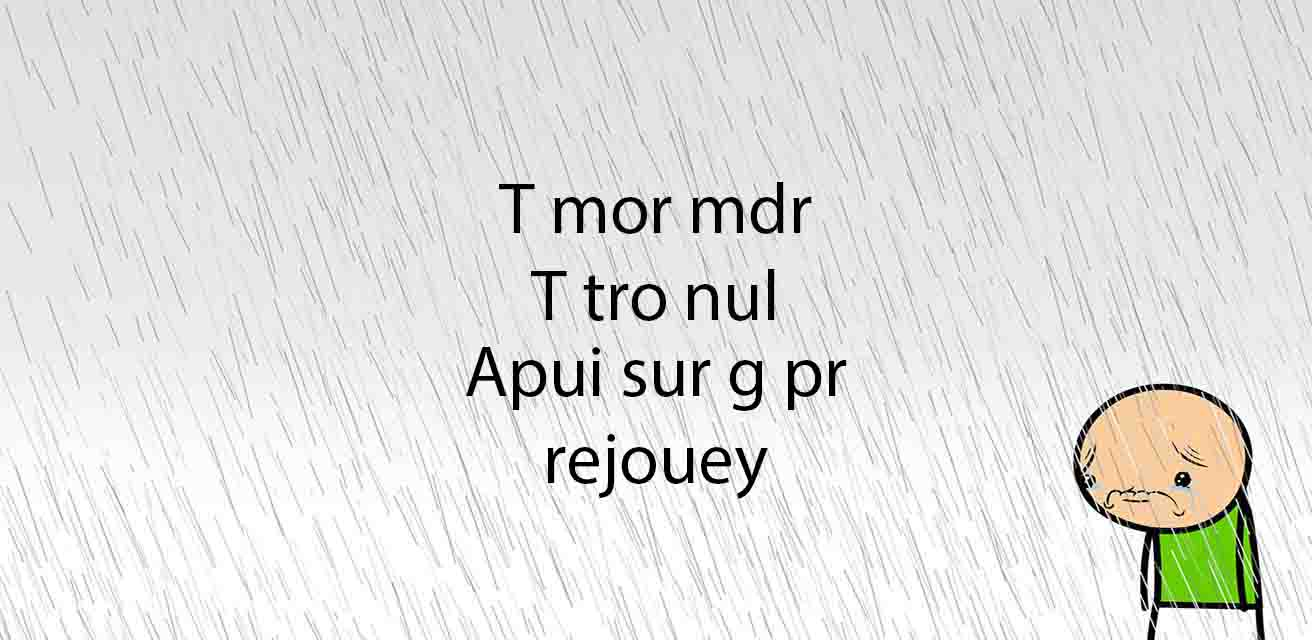 T mor mdr
T tro nul
Apui sur g pr
rejouey